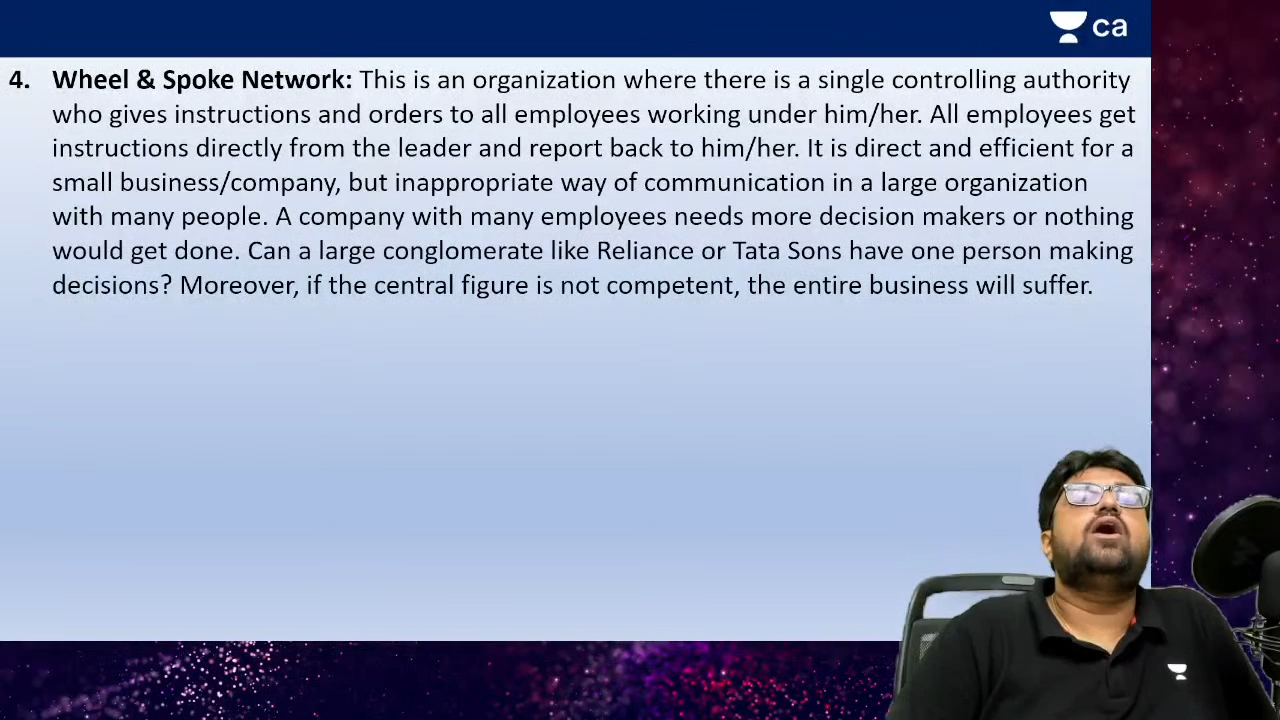 ca
4. Wheel & Spoke Network: This is an organization where there is a single controlling authority
who gives instructions and orders to all employees working under him/her. All employees get
instructions directly from the leader and report back to him/her. It is direct and efficient for a
small business/company, but inappropriate way of communication in a large organization
with many people. A company with many employees needs more decision makers or nothing
would get done. Can a large conglomerate like Reliance or Tata Sons have one person making
decisions? Moreover, if the central figure is not competent, the entire business will suffer.